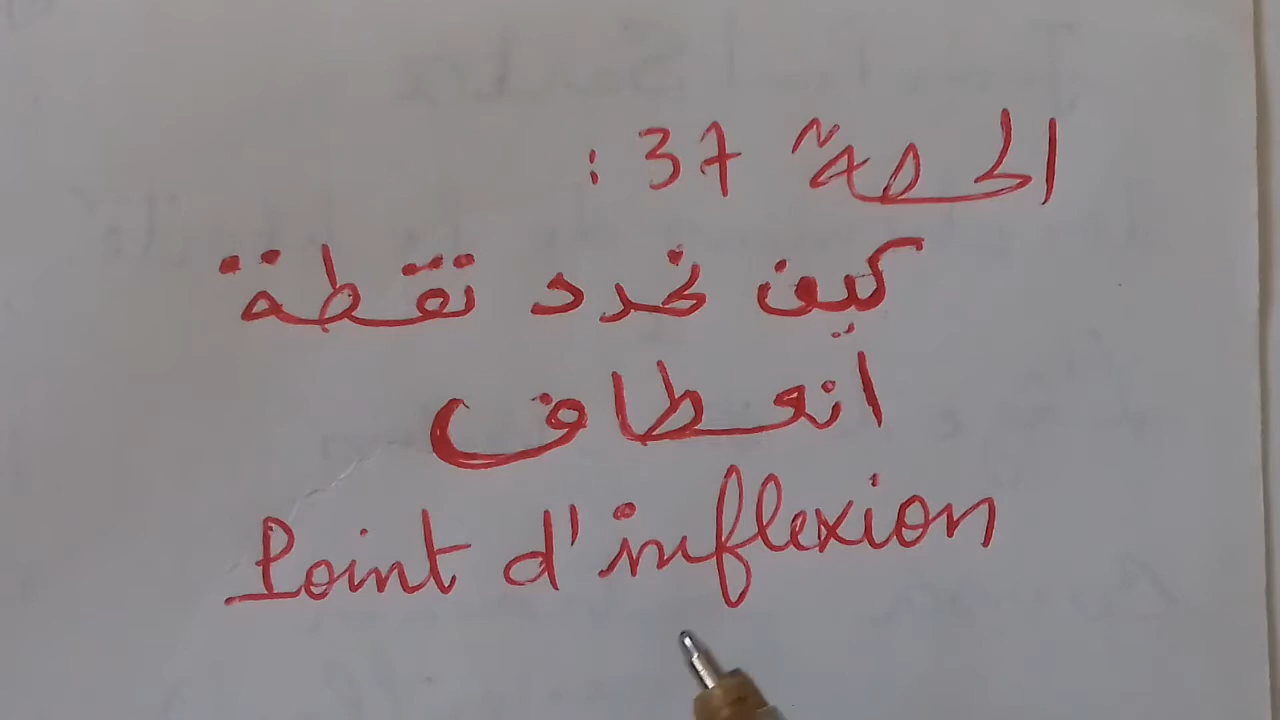 الحصة 37 :
كيف نحدد نقطة
انعطاف
Point d'inflexion